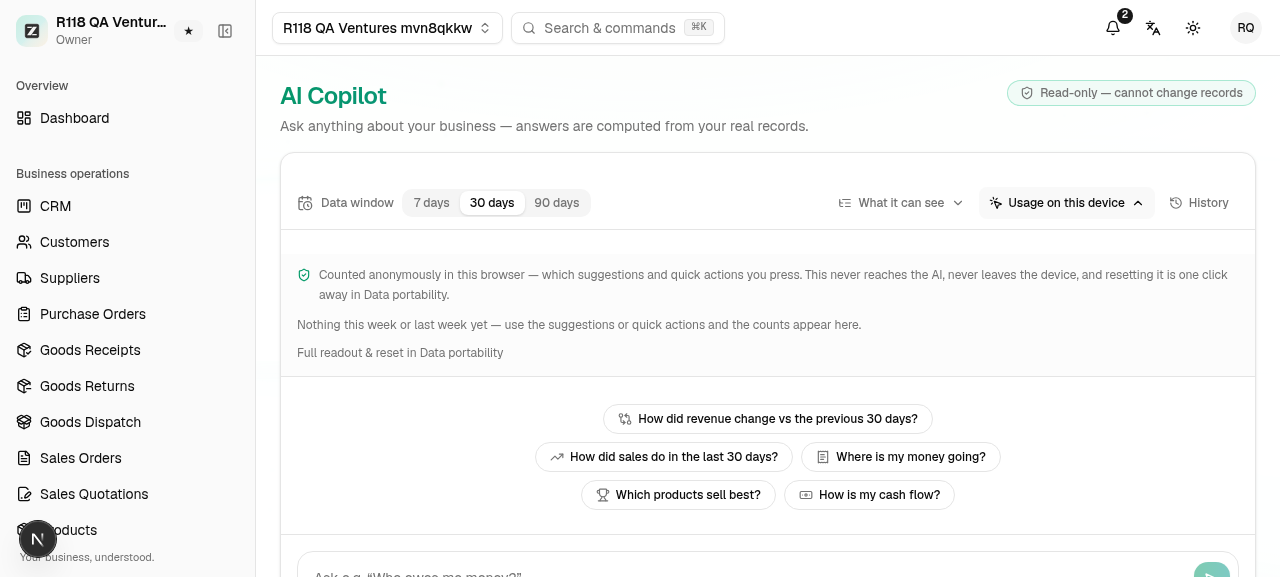 R118 QA Ventur...
Owner
R118 QA Ventures mvn8qkkw
Search & commands
⌘K
2
RQ
Overview
Dashboard
Business operations
CRM
Customers
Suppliers
Purchase Orders
Goods Receipts
Goods Returns
Goods Dispatch
Sales Orders
Sales Quotations
oducts
N
Your business, understood.
AI Copilot
Read-only — cannot change records
Ask anything about your business — answers are computed from your real records.
Data window
7 days
30 days
90 days
What it can see
Usage on this device
History
Counted anonymously in this browser — which suggestions and quick actions you press. This never reaches the AI, never leaves the device, and resetting it is one click
away in Data portability.
Nothing this week or last week yet — use the suggestions or quick actions and the counts appear here.
Full readout & reset in Data portability
How did revenue change vs the previous 30 days?
How did sales do in the last 30 days?
Where is my money going?
Which products sell best?
How is my cash flow?
Ask e.g. “Who owes me money?”